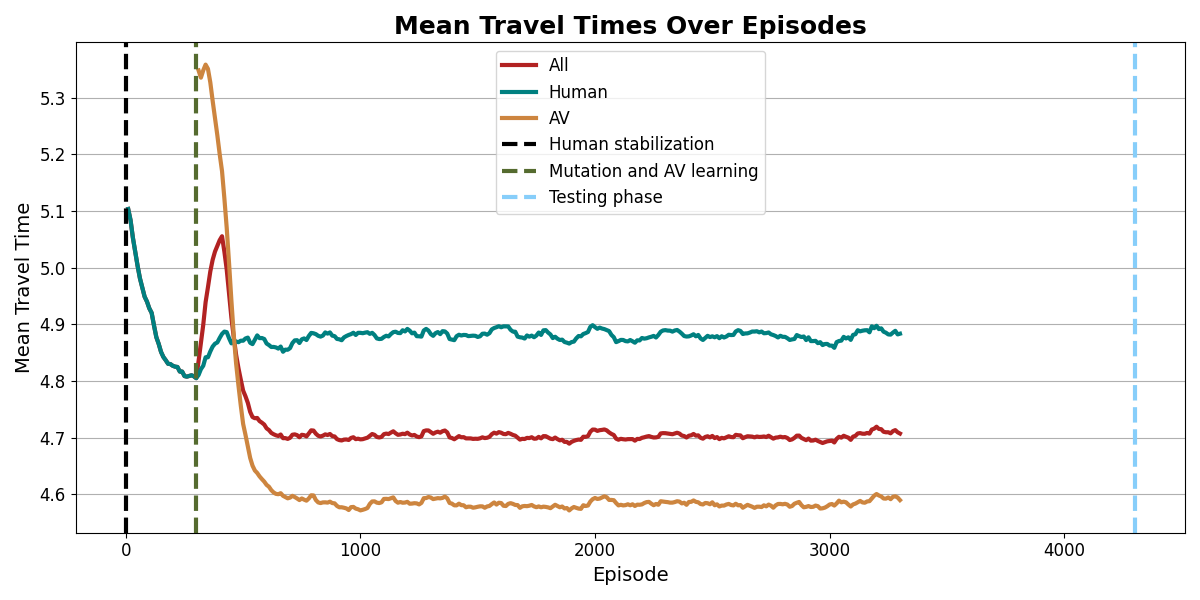 Mean Travel Times Over Episodes
Mean Travel Time
5.3
5.2
5.1
5.0
4.9
4.8
4.7
4.6
All
Human
AV
Human stabilization
Mutation and AV learning
Testing phase
0
1000
2000
3000
4000
Episode